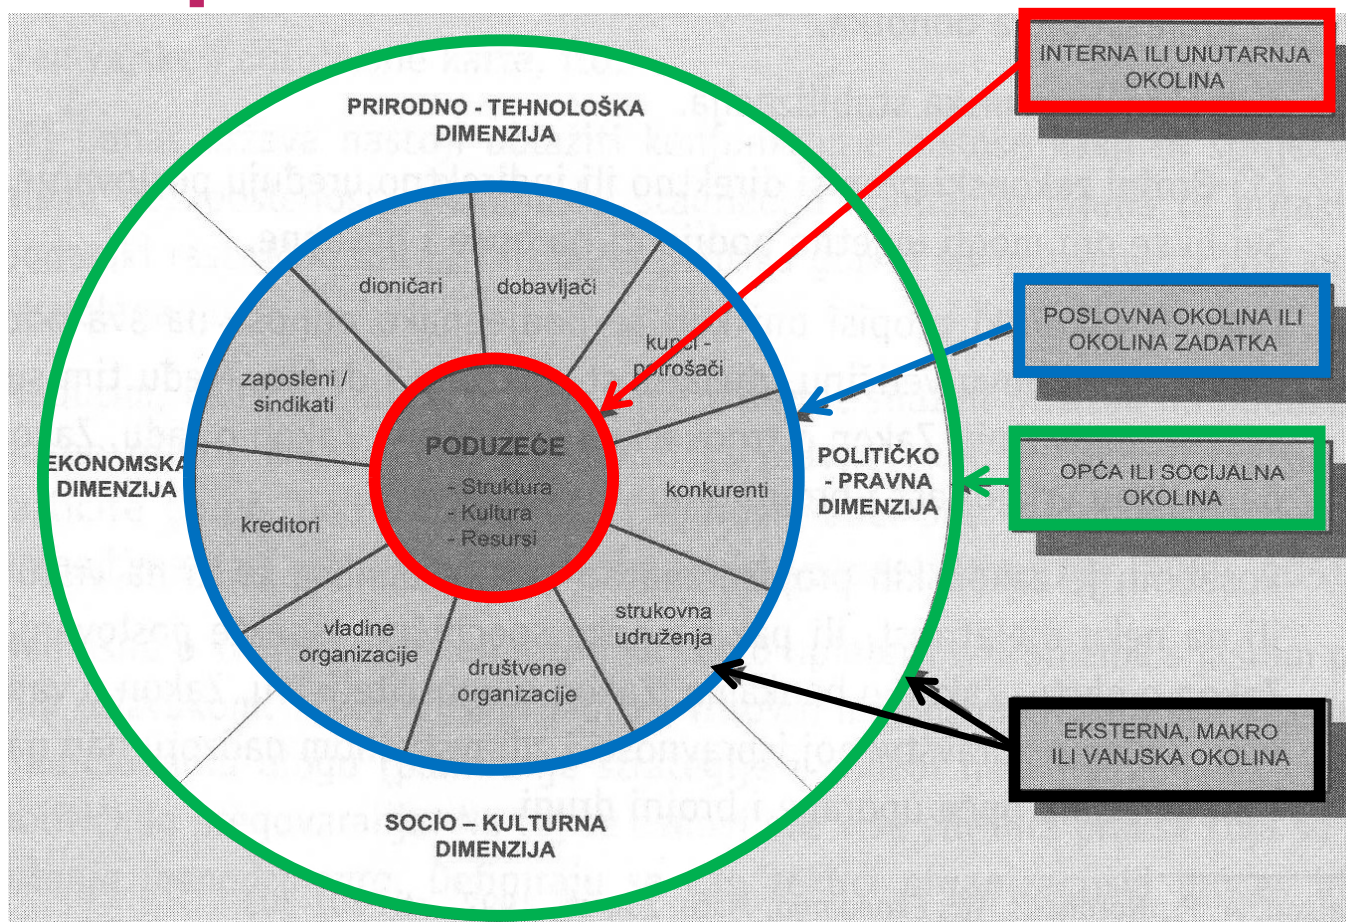 INTERNA ILI UNUTARNJA
OKOLINA
PRIRODNO - TEHNOLOŠKA
DIMENZIJA
dioničari
dobavljači
kupci -
potrošači
POSLOVNA OKOLINA ILI
OKOLINA ZADATKA
zaposleni /
sindikati
PODUZEĆE
- Struktura
- Kultura
- Resursi
EKONOMSKA
DIMENZIJA
POLITIČKO
- PRAVNA
DIMENZIJA
OPĆA ILI SOCIJALNA
OKOLINA
konkurenti
kreditori
strukovna
udruženja
vladine
organizacije
društvene
organizacije
EKSTERNA, MAKRO
ILI VANJSKA OKOLINA
SOCIO – KULTURNA
DIMENZIJA